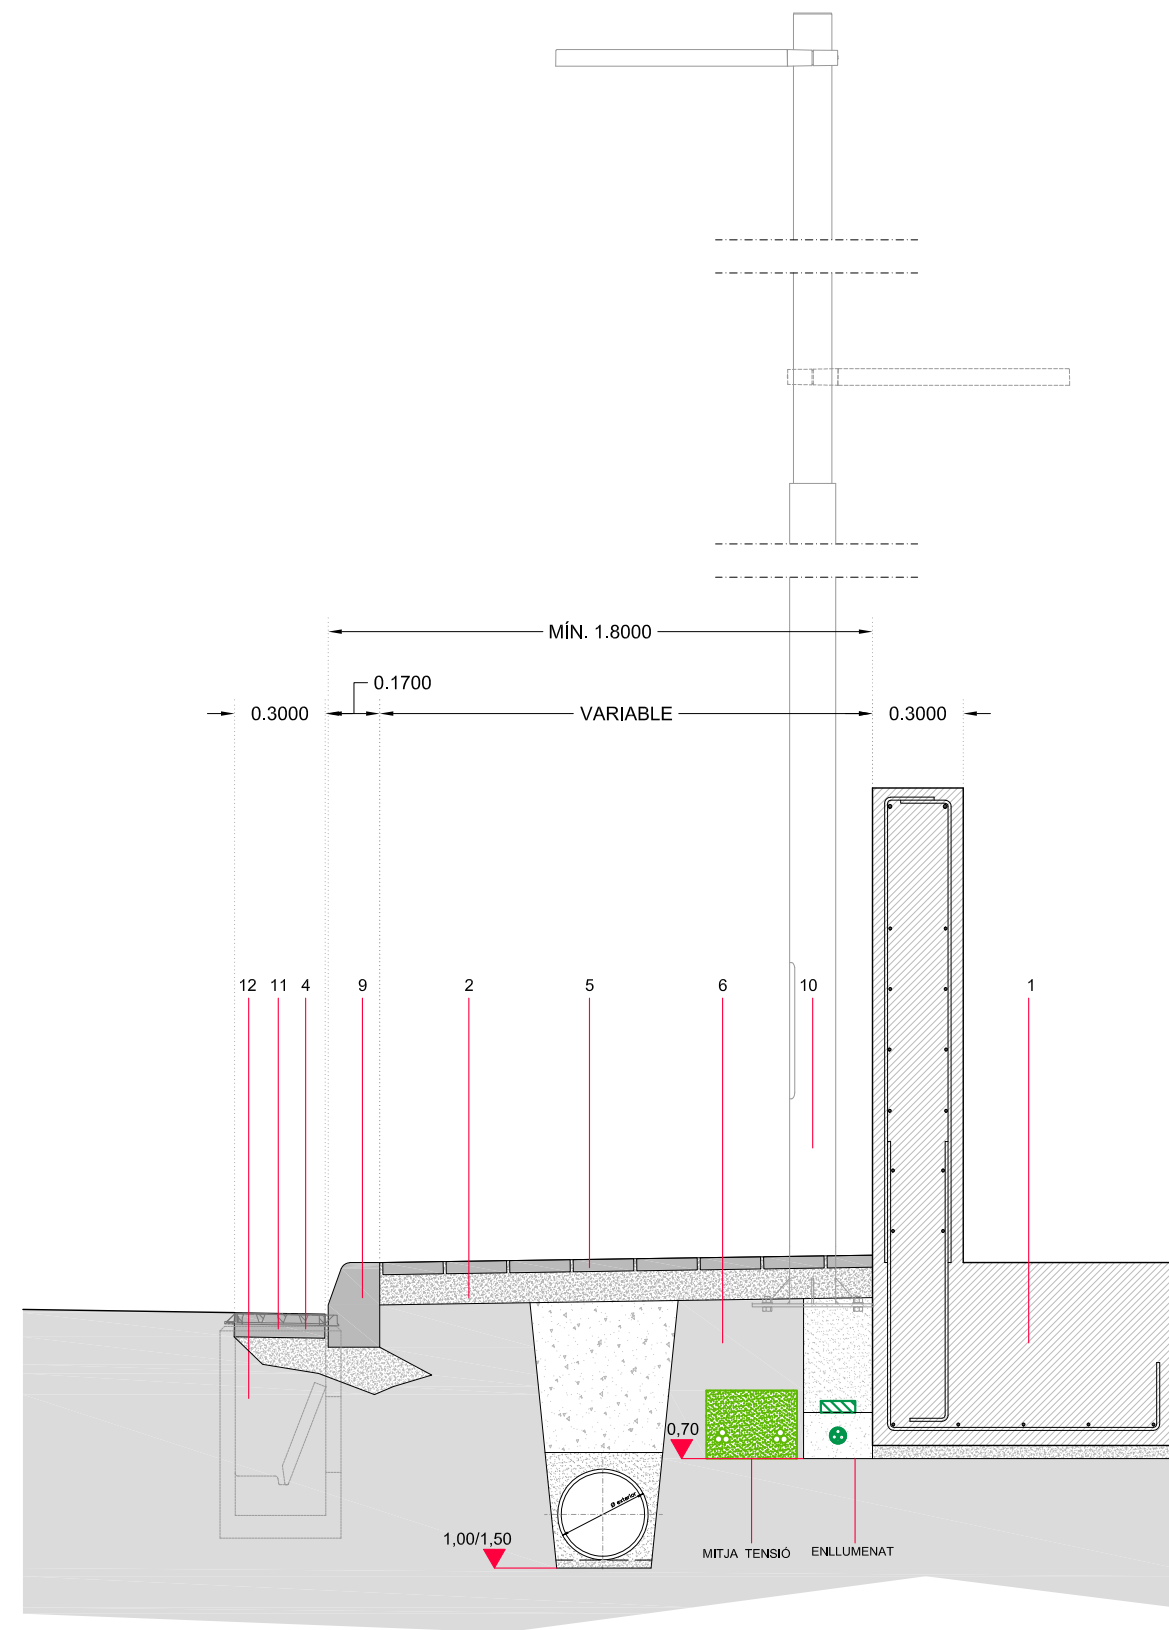 MÍN. 1.8000
0.1700
0.3000
VARIABLE
0.3000
12 11 4 9 2 5 6 10 1
0,70
Ø exterior
1,00/1,50
MITJA TENSIÓ
ENLLUMENAT